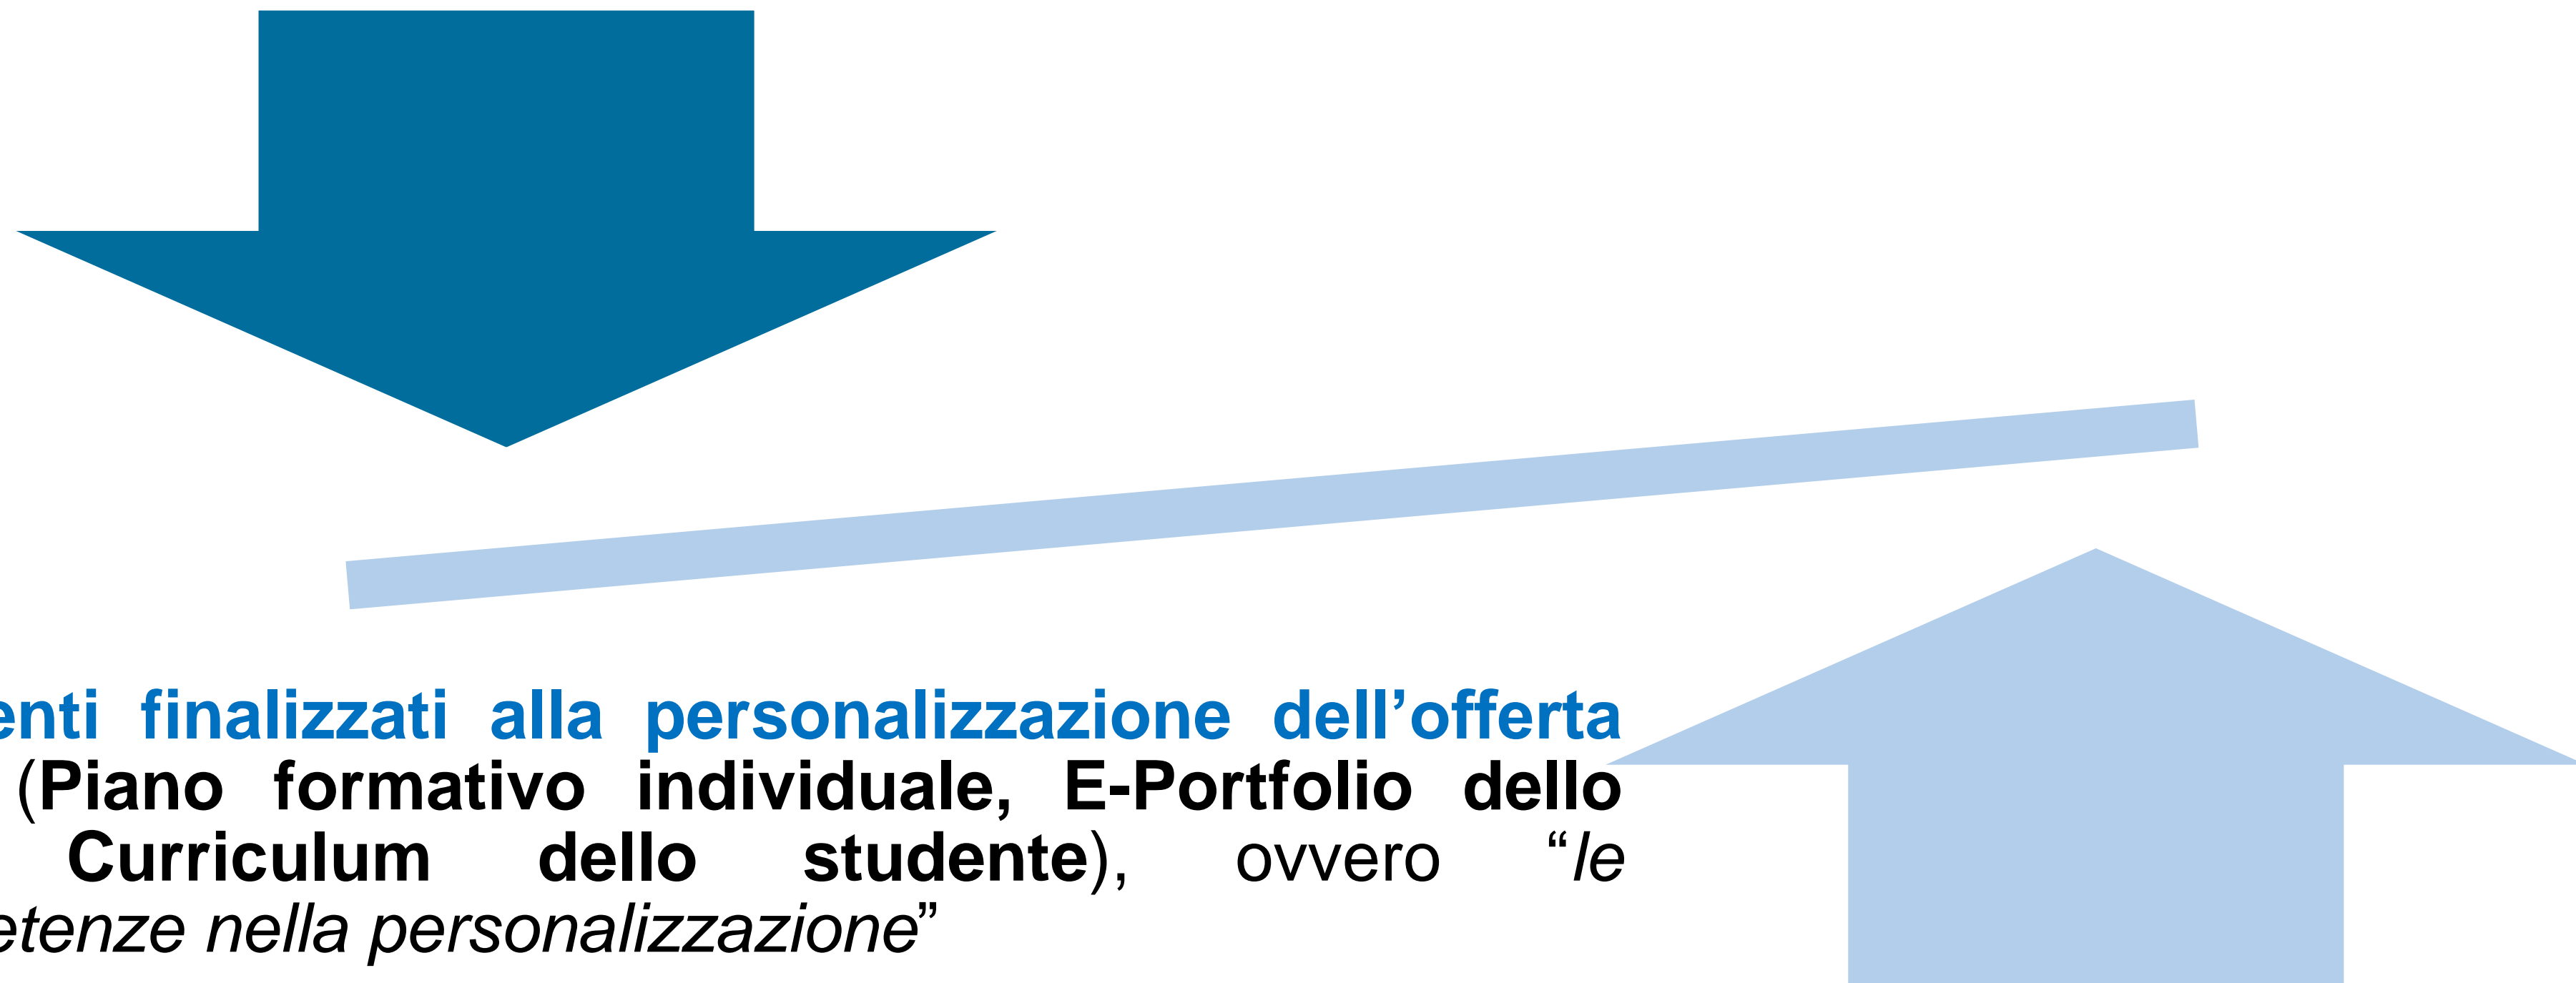 enti finalizzati alla personalizzazione dell’offerta
(Piano formativo individuale, E-Portfolio dello
Curriculum dello studente), ovvero “le
etenze nella personalizzazione”